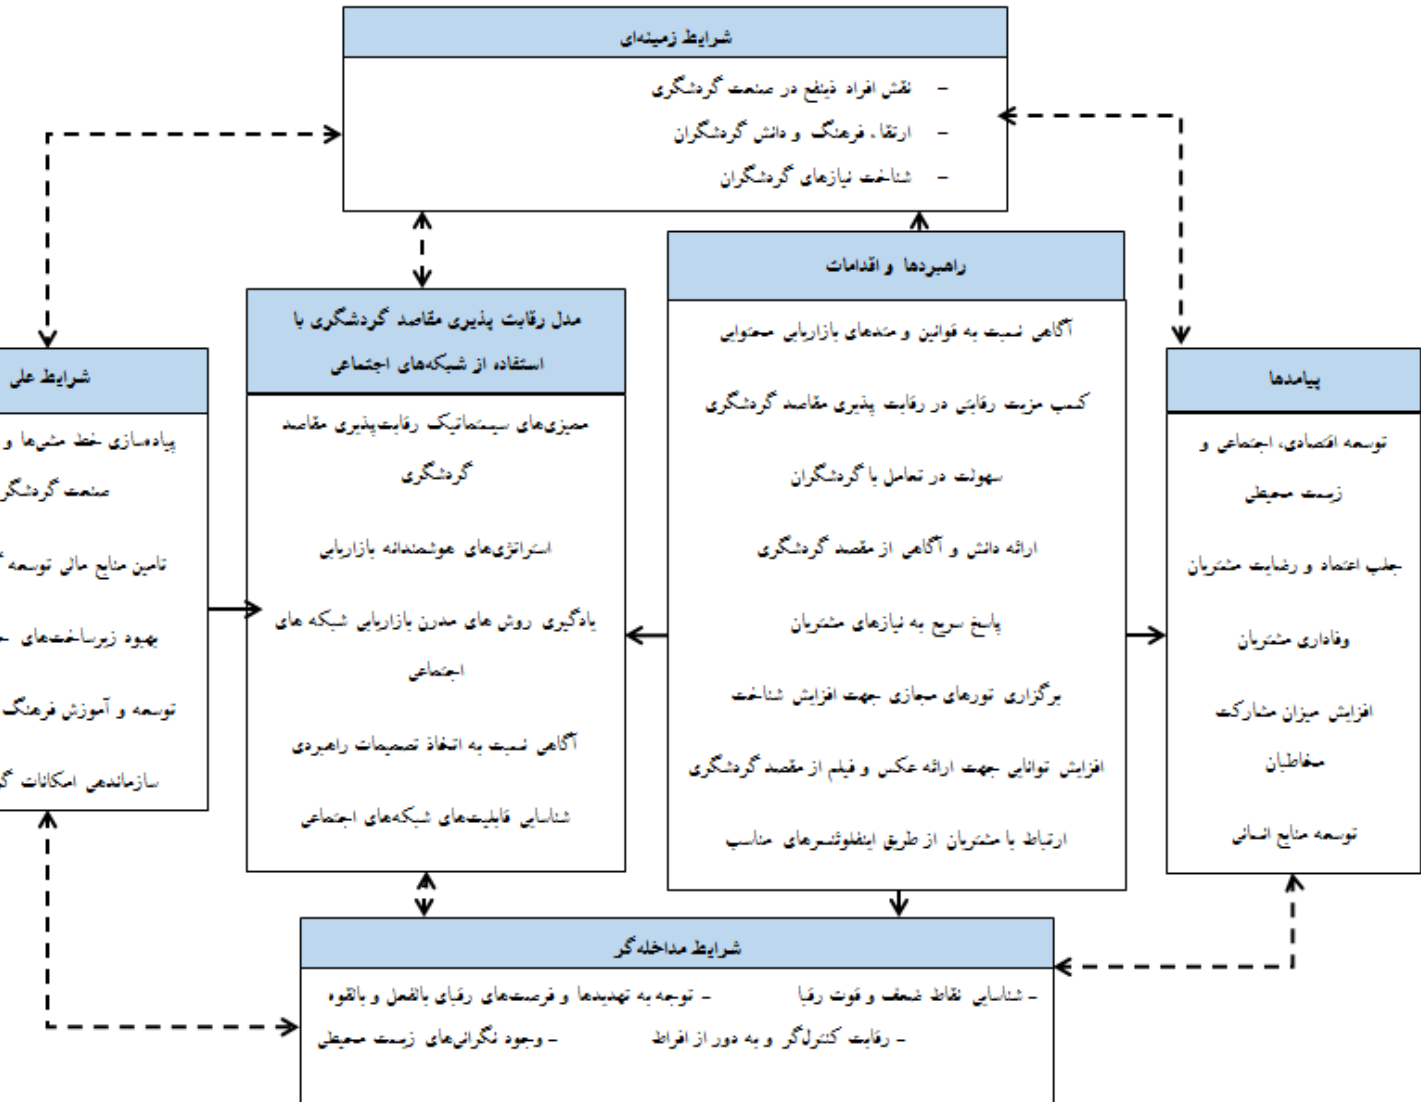 شرایط زمینه‌ای
- نقش افراد ذینفع در صنعت گردشگری
- ارتقاء فرهنگ و دانش گردشگران
- شناخت نیازهای گردشگران
شرایط علی
پیاده‌سازی خط مشی‌ها و
صنعت گردشگر
تامین منابع مالی توسعه
بهبود زیرساخت‌های
توسعه و آموزش فرهنگ
سازماندهی امکانات
مدل رقابت پذیری مقاصد گردشگری با
استفاده از شبکه‌های اجتماعی
ممیزی‌های سیستماتیک رقابت‌پذیری مقاصد
گردشگری
استراتژی‌های هوشمندانه بازاریابی
یادگیری روش های مدرن بازاریابی شبکه های
اجتماعی
آگاهی نسبت به اتخاذ تصمیمات راهبردی
شناسایی قابلیت‌های شبکه‌های اجتماعی
راهبردها و اقدامات
آگاهی نسبت به قوانین و متدهای بازاریابی محتوایی
کسب مزیت رقابتی در رقابت پذیری مقاصد گردشگری
سهولت در تعامل با گردشگران
ارائه دانش و آگاهی از مقصد گردشگری
پاسخ سریع به نیازهای مشتریان
برگزاری تورهای مجازی جهت افزایش شناخت
افزایش توانایی جهت ارائه عکس و فیلم از مقصد گردشگری
ارتباط با مشتریان از طریق اینفلوئنسرهای مناسب
پیامدها
توسعه اقتصادی، اجتماعی و
زیست محیطی
جلب اعتماد و رضایت مشتریان
وفاداری مشتریان
افزایش میزان مشارکت
مخاطبان
توسعه منابع انسانی
شرایط مداخله‌گر
- شناسایی نقاط ضعف و قوت رقبا - توجه به تهدیدها و فرصت‌های رقبای بالفعل و بالقوه
- رقابت کنترل‌گر و به دور از افراط - وجود نگرانی‌های زیست محیطی